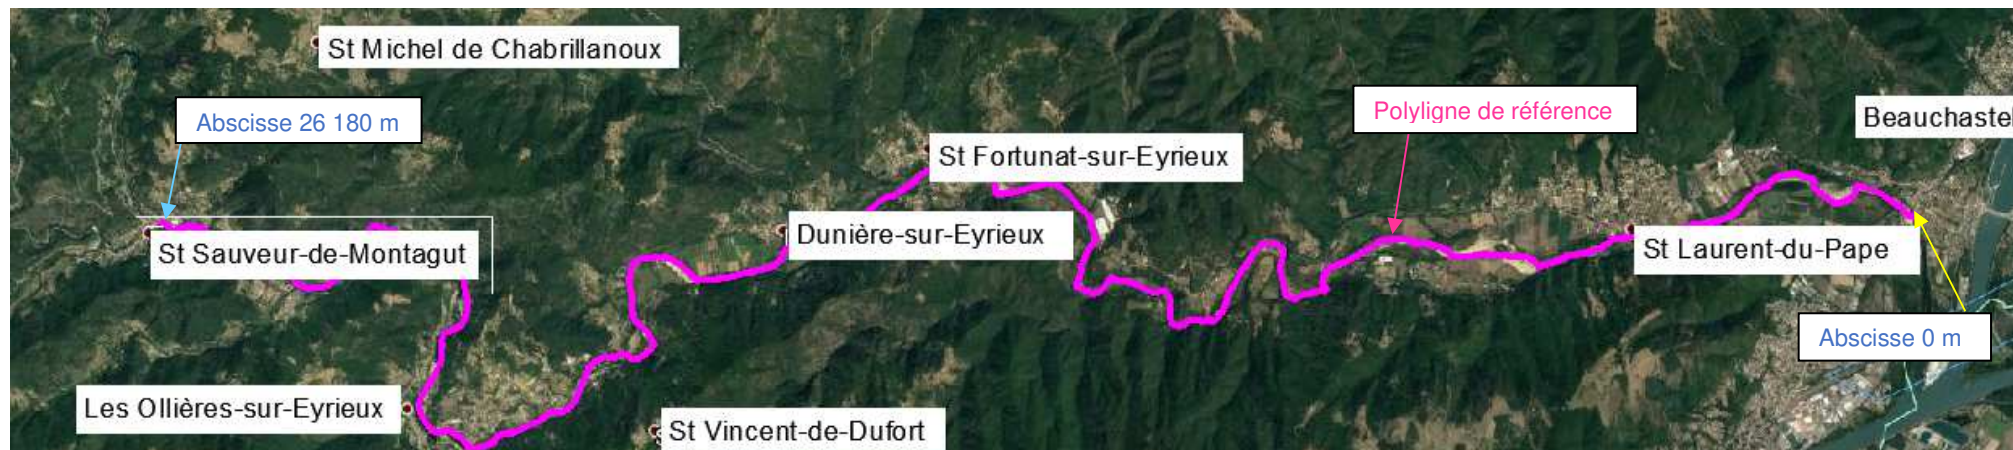 St Michel de Chabrillanoux
Abscisse 26 180 m
Polyligne de référence
Beauchastel
St Fortunat-sur-Eyrieux
Dunière-sur-Eyrieux
St Sauveur-de-Montagut
St Laurent-du-Pape
Abscisse 0 m
Les Ollières-sur-Eyrieux
St Vincent-de-Dufort